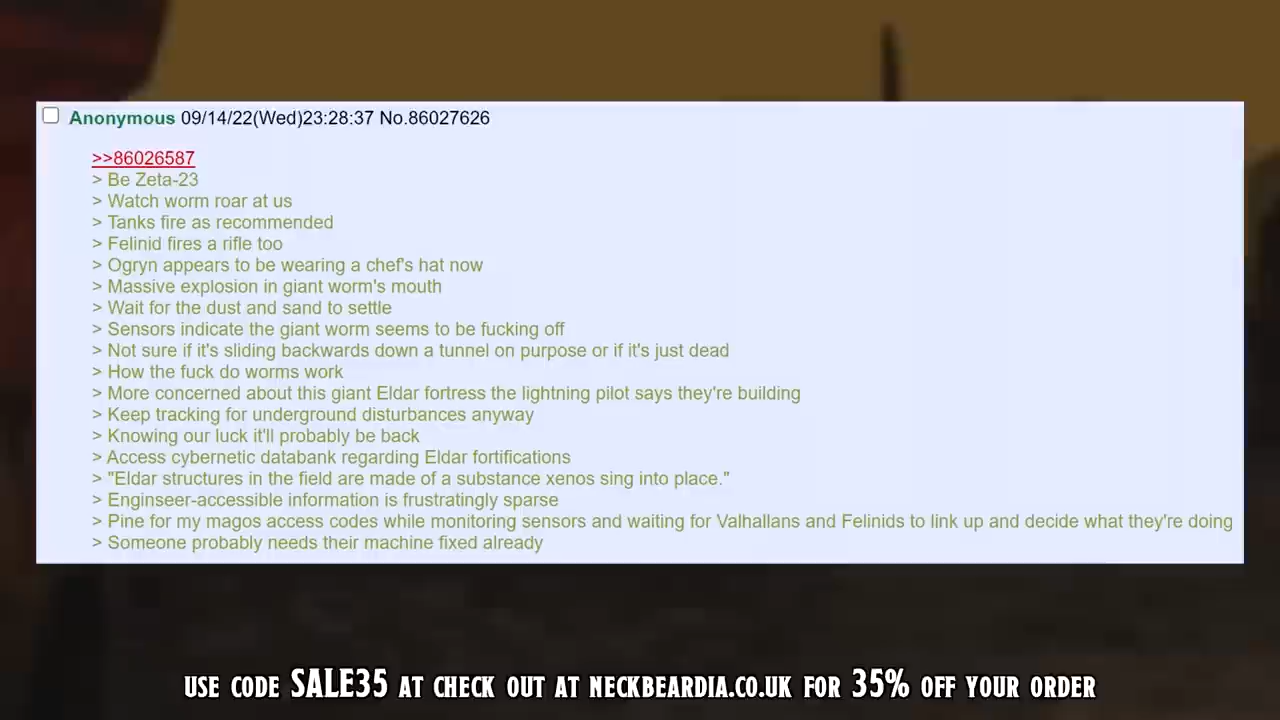 Anonymous 09/14/22(Wed)23:28:37 No.86027626
>>86026587
> Be Zeta-23
> Watch worm roar at us
> Tanks fire as recommended
> Felinid fires a rifle too
> Ogryn appears to be wearing a chef's hat now
> Massive explosion in giant worm's mouth
> Wait for the dust and sand to settle
> Sensors indicate the giant worm seems to be fucking off
> Not sure if it's sliding backwards down a tunnel on purpose or if it's just dead
> How the fuck do worms work
> More concerned about this giant Eldar fortress the lightning pilot says they're building
> Keep tracking for underground disturbances anyway
> Knowing our luck it'll probably be back
> Access cybernetic databank regarding Eldar fortifications
> "Eldar structures in the field are made of a substance xenos sing into place."
> Enginseer-accessible information is frustratingly sparse
> Pine for my magos access codes while monitoring sensors and waiting for Valhallans and Felinids to link up and decide what they're doing
> Someone probably needs their machine fixed already
USE CODE SALE35 AT CHECK OUT AT NECKBEARDIA.CO.UK FOR 35% OFF YOUR ORDER